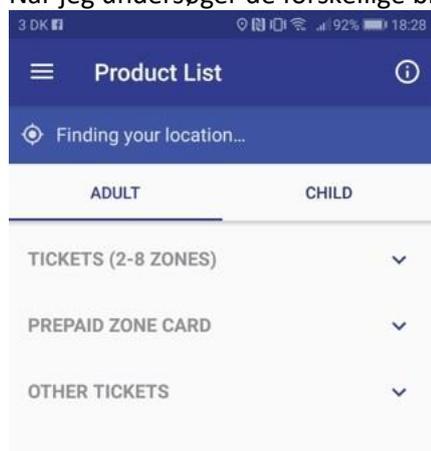 Når jeg undersøger de forskellige b
3 DK 92% 18:28
Product List
Finding your location...
ADULT CHILD
TICKETS (2-8 ZONES)
PREPAID ZONE CARD
OTHER TICKETS